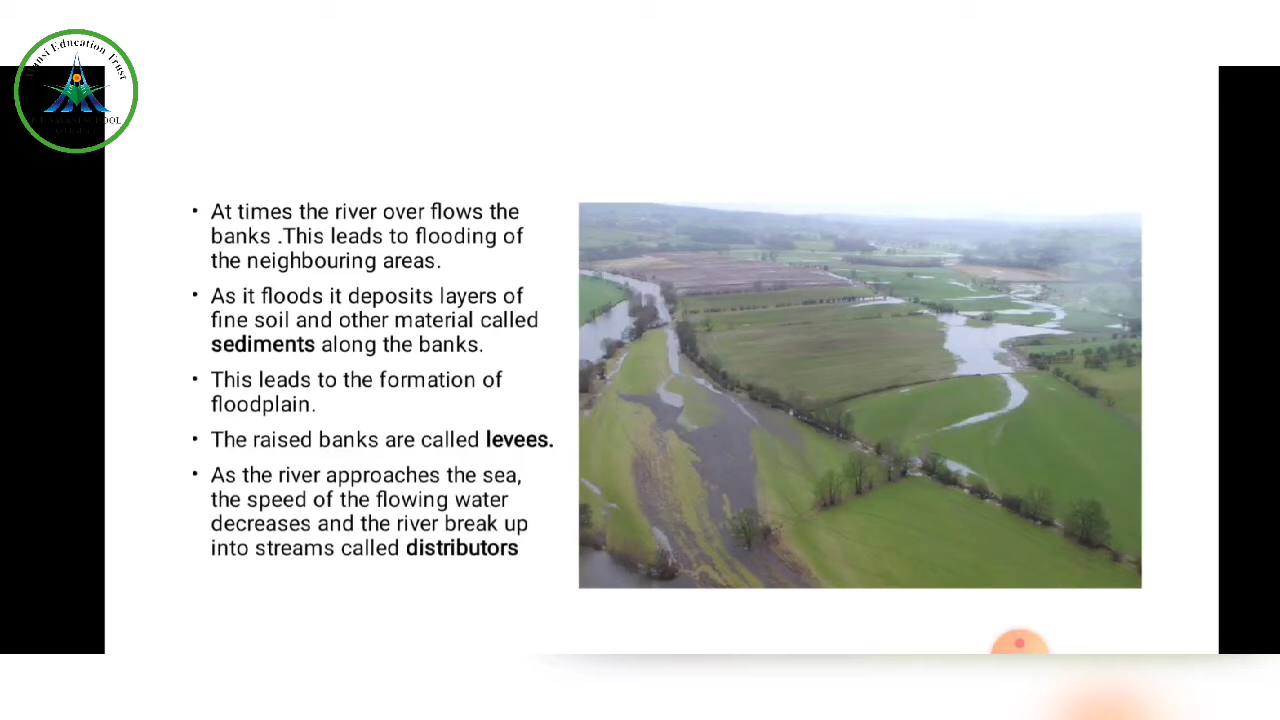 Education Trust
• At times the river over flows the
banks .This leads to flooding of
the neighbouring areas.
• As it floods it deposits layers of
fine soil and other material called
sediments along the banks.
• This leads to the formation of
floodplain.
• The raised banks are called levees.
• As the river approaches the sea,
the speed of the flowing water
decreases and the river break up
into streams called distributors